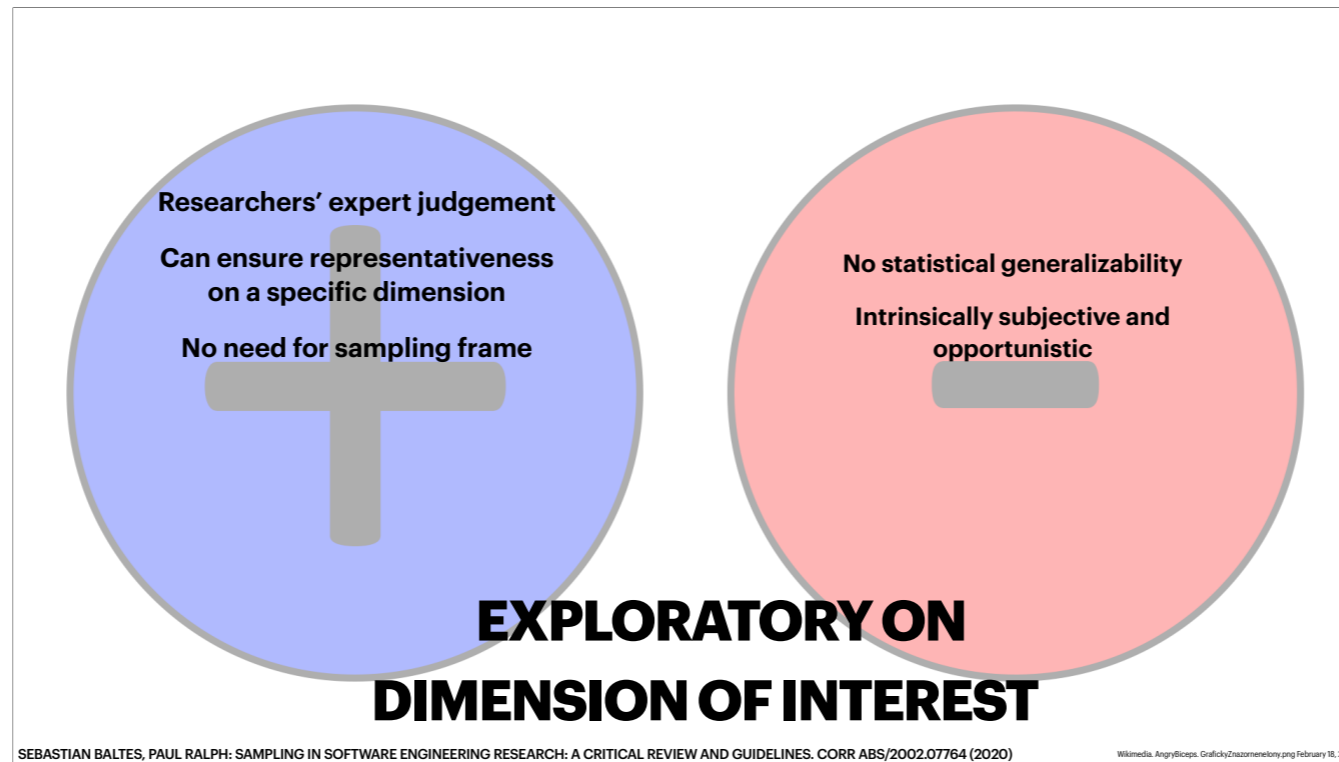 Researchers’ expert judgement
Can ensure representativeness
on a specific dimension
No need for sampling frame
No statistical generalizability
Intrinsically subjective and
opportunistic
EXPLORATORY ON
DIMENSION OF INTEREST
SEBASTIAN BALTES, PAUL RALPH: SAMPLING IN SOFTWARE ENGINEERING RESEARCH: A CRITICAL REVIEW AND GUIDELINES. CORR ABS/2002.07764 (2020)
Wikimedia. AngryBiceps. GrafickyZnazornenelony.png February 18,